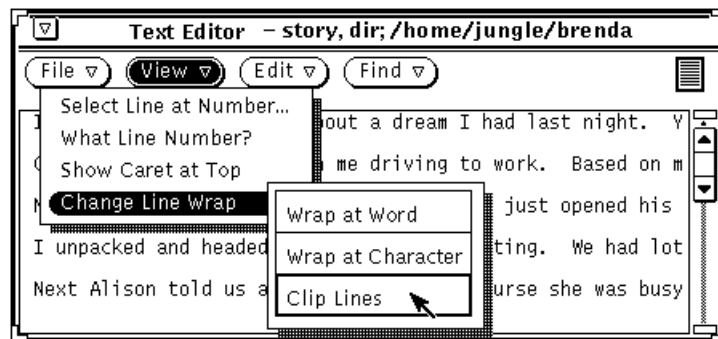 Text Editor – story, dir; /home/jungle/brenda
File View Edit Find
Select Line at Number...
What Line Number?
Show Caret at Top
Change Line Wrap
Wrap at Word
Wrap at Character
Clip Lines
I out a dream I had last night. Y
me driving to work. Based on m
just opened his
I unpacked and headed ting. We had lot
Next Alison told us a urse she was busy